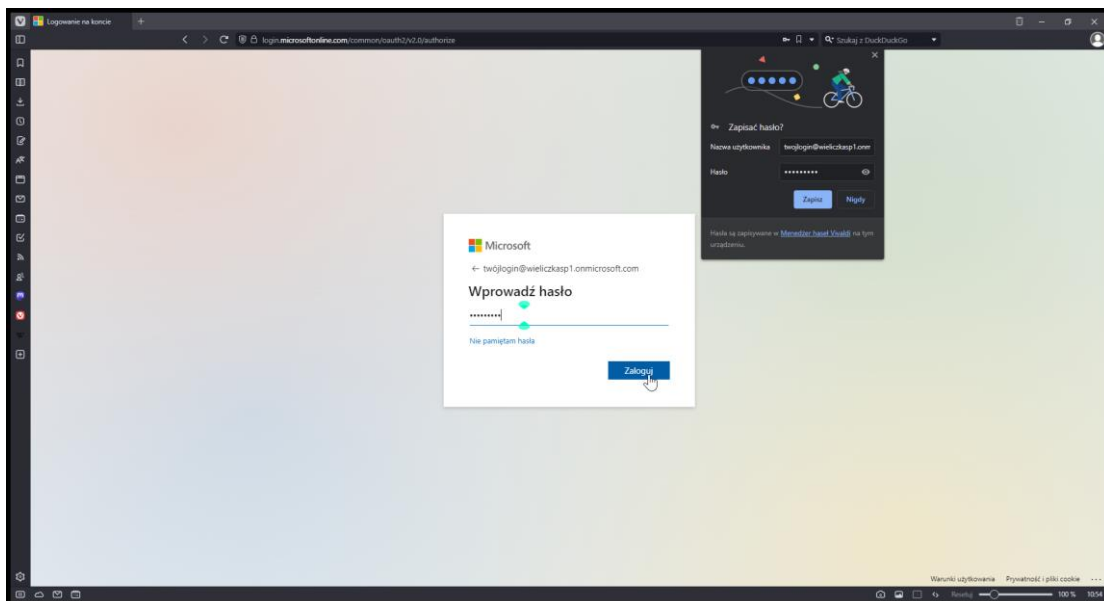 Logowanie na koncie
login.microsoftonline.com/common/oauth2/v2.0/authorize
Szukaj z DuckDuckGo
Zapisać hasło?
Nazwa użytkownika twojlogin@wieliczkasp1.onm
Hasło •••••••••
Zapisz Nigdy
Hasła są zapisywane w Menedżer haseł Vivaldi na tym
urządzeniu.
Microsoft
← twójlogin@wieliczkasp1.onmicrosoft.com
Wprowadź hasło
•••••••••
Nie pamiętam hasła
Zaloguj
Warunki użytkowania Prywatność i pliki cookie ...
Resetuj 100 % 10:54